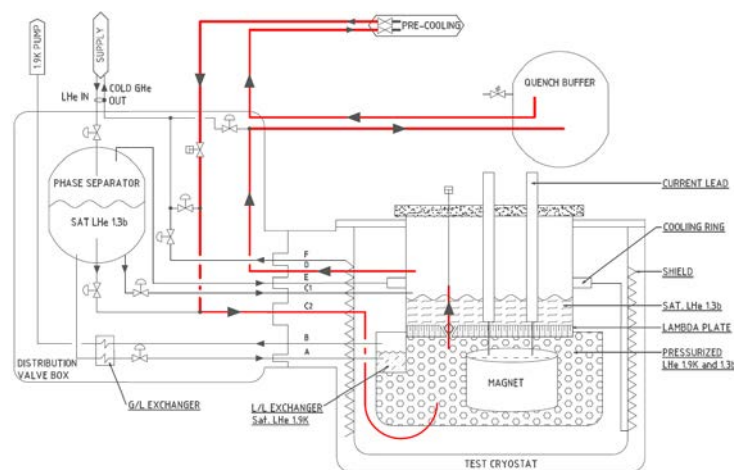 1.9K PUMP
SUPPLY
PRE-COOLING
LHe IN
COLD GHe
OUT
QUENCH BUFFER
PHASE SEPARATOR
SAT LHe 1.3b
CURRENT LEAD
COOLIING RING
SHIELD
SAT. LHe 1.3b
LAMBDA PLATE
PRESSURIZED
LHe 1.9K and 1.3b
F
D
E
C1
C2
B
A
DISTRIBUTION
VALVE BOX
G/L EXCHANGER
L/L EXCHANGER
Sat. LHe 1.9K
MAGNET
TEST CRYOSTAT